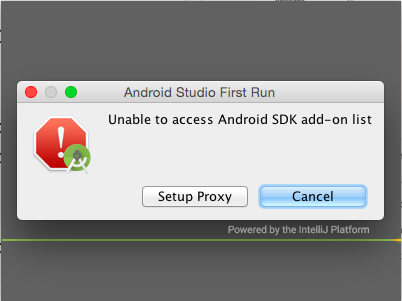 Android Studio First Run
Unable to access Android SDK add-on list
Setup Proxy
Cancel
Powered by the IntelliJ Platform